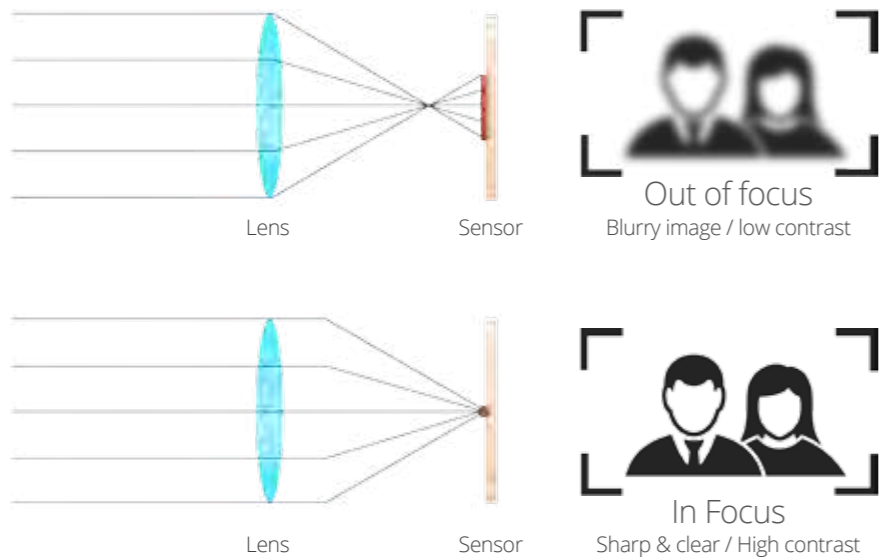 Out of focus
Lens
Sensor
Blurry image / low contrast
In Focus
Lens
Sensor
Sharp & clear / High contrast